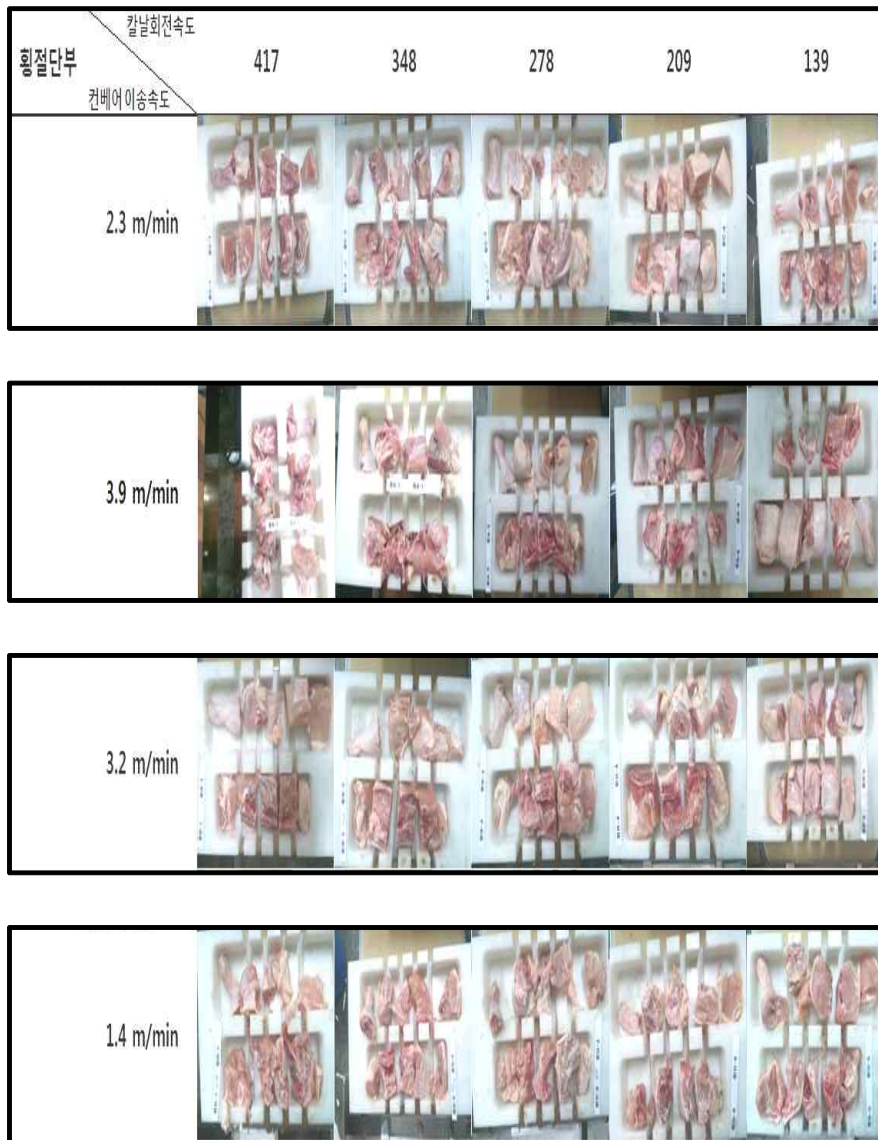 칼날회전속도
횡절단부
417 348 278 209 139
컨베어 이송속도
2.3 m/min
3.9 m/min
3.2 m/min
1.4 m/min